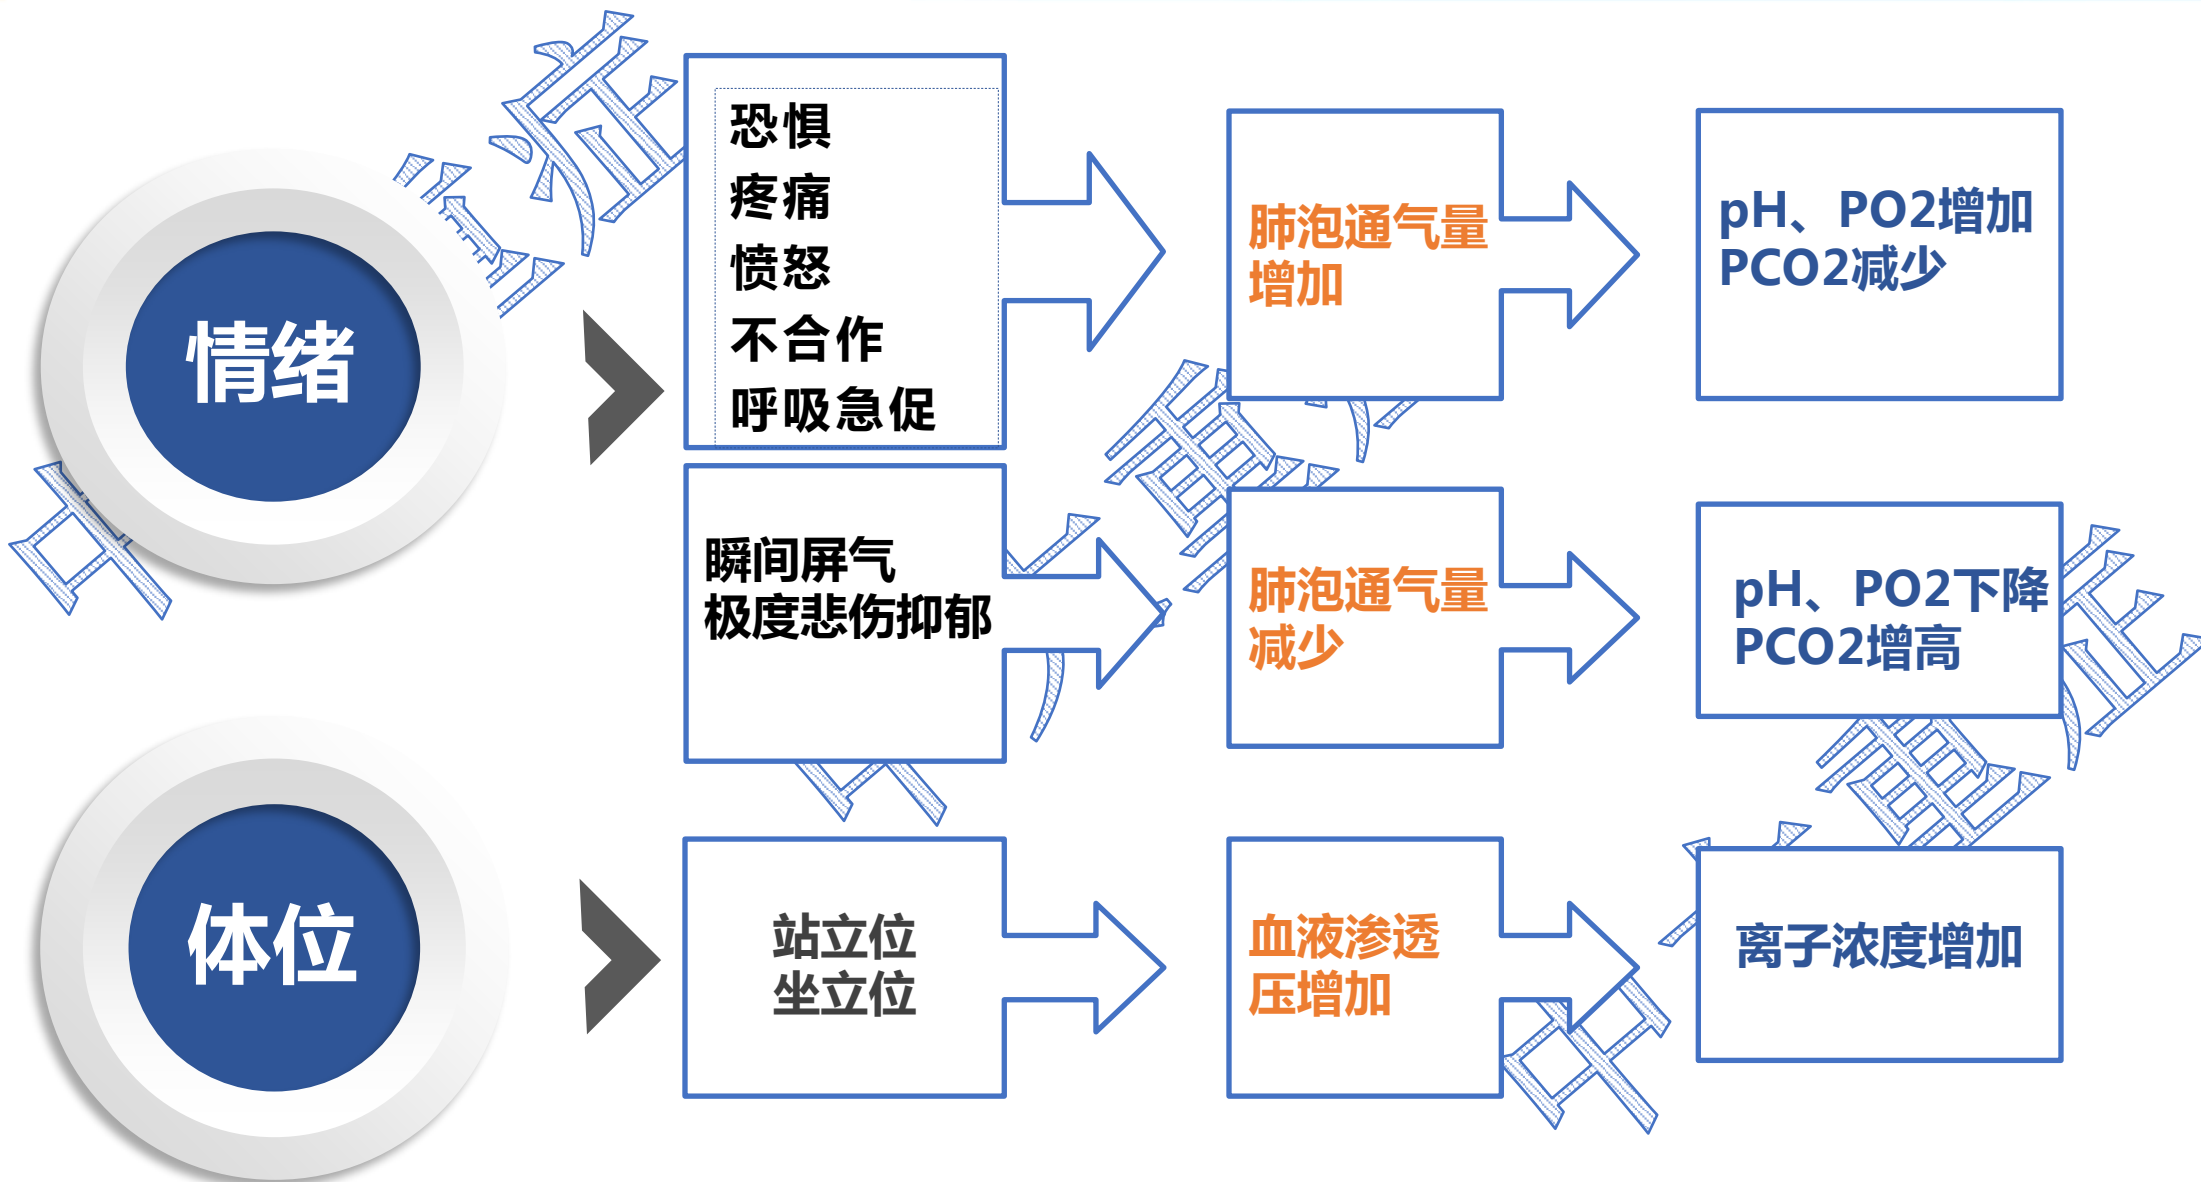 情绪
恐惧
疼痛
愤怒
不合作
呼吸急促
肺泡通气量
增加
pH、PO2增加
PCO2减少
瞬间屏气
极度悲伤抑郁
肺泡通气量
减少
pH、PO2下降
PCO2增高
体位
站立位
坐立位
血液渗透
压增加
离子浓度增加